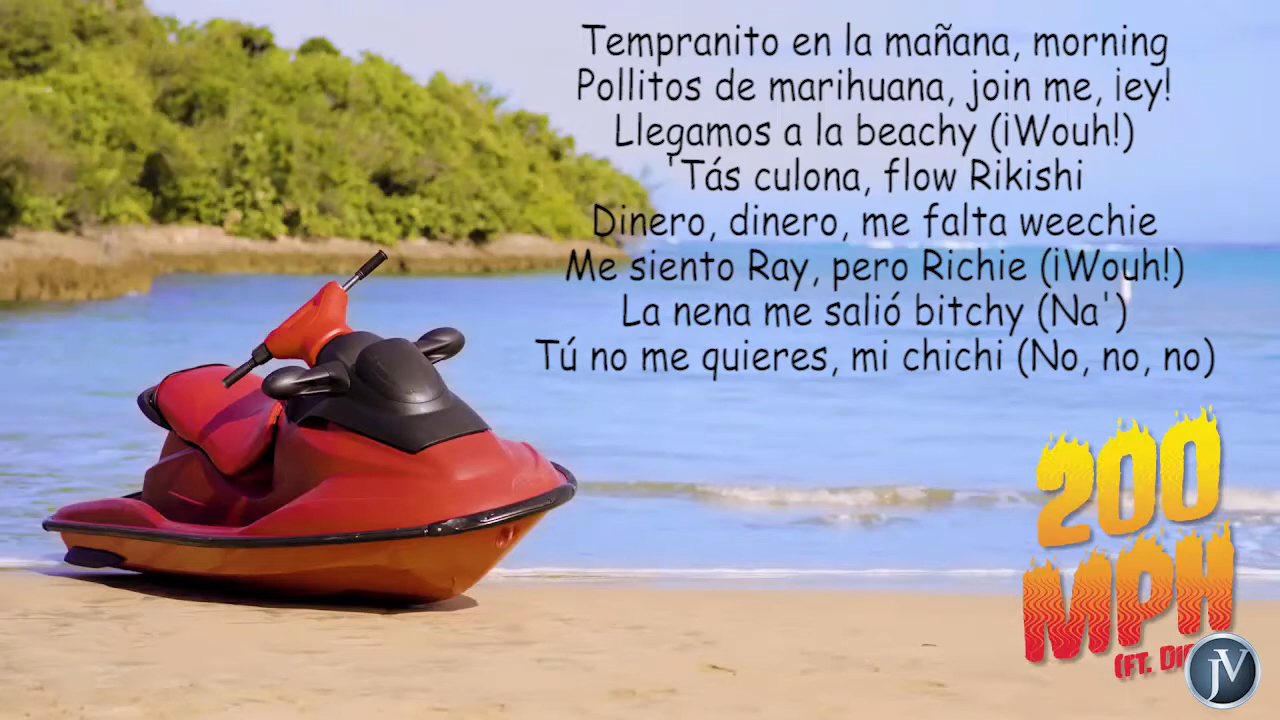 Tempranito en la mañana, morning
Pollitos de marihuana, join me, ¡ey!
Llegamos a la beachy (¡Wouh!)
'Tás culona, flow Rikishi
Dinero, dinero, me falta weechie
Me siento Ray, pero Richie (¡Wouh!)
La nena me salió bitchy (Na')
Tú no me quieres, mi chichi (No, no, no)
200
MPH
(FT.
JV